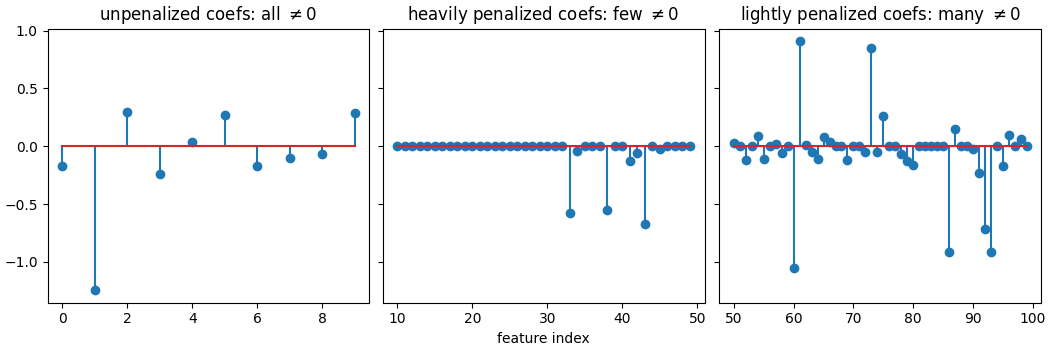 unpenalized coefs: all ≠0
heavily penalized coefs: few ≠0
lightly penalized coefs: many ≠0
1.0
0.5
0.0
−0.5
−1.0
0 2 4 6 8
10 20 30 40 50
50 60 70 80 90 100
feature index